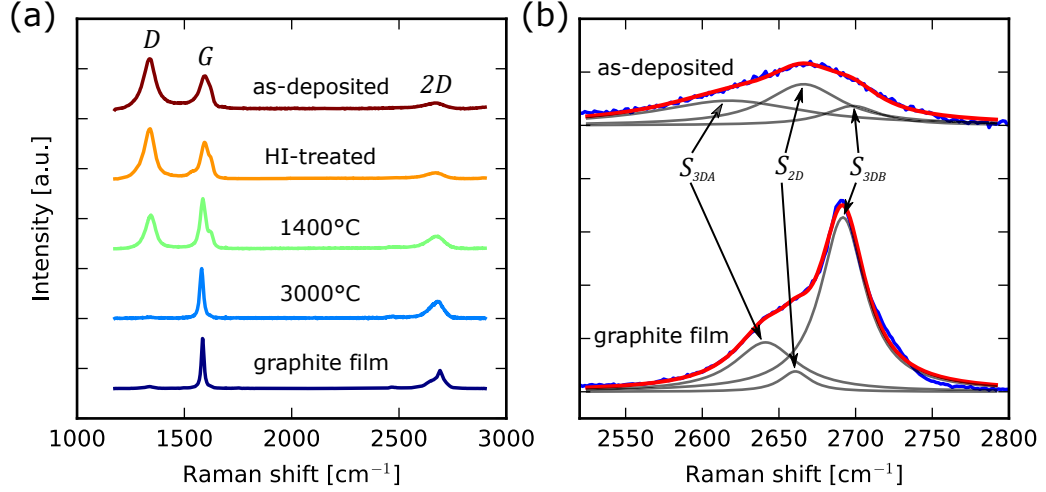 (a)
D
G
2D
as-deposited
HI-treated
1400°C
3000°C
graphite film
Intensity [a.u.]
1000 1500 2000 2500 3000
Raman shift [cm⁻¹]
(b)
as-deposited
S3DA S2D S3DB
graphite film
2550 2600 2650 2700 2750 2800
Raman shift [cm⁻¹]